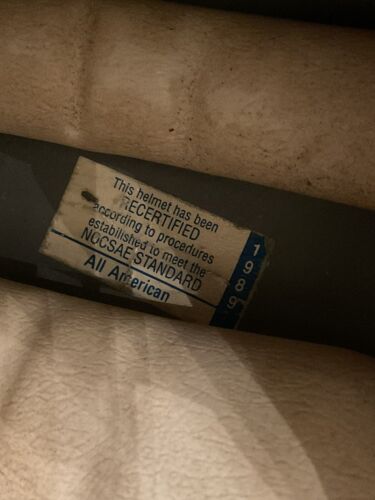 This helmet has been
RECERTIFIED
according to procedures
established to meet the
NOCSAE STANDARD
All American
1989